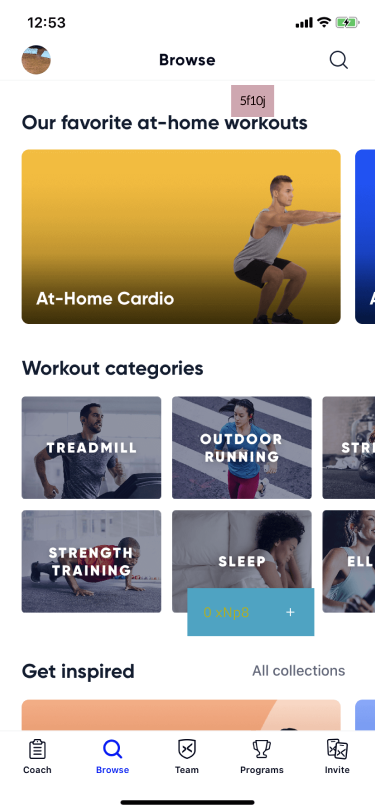 12:53
Browse
5f10j
Our favorite at-home workouts
At-Home Cardio
Workout categories
TREADMILL
OUTDOOR
RUNNING
STRE
STRENGTH
TRAINING
SLEEP
ELL
0 xNp8 +
Get inspired
All collections
Coach
Browse
Team
Programs
Invite